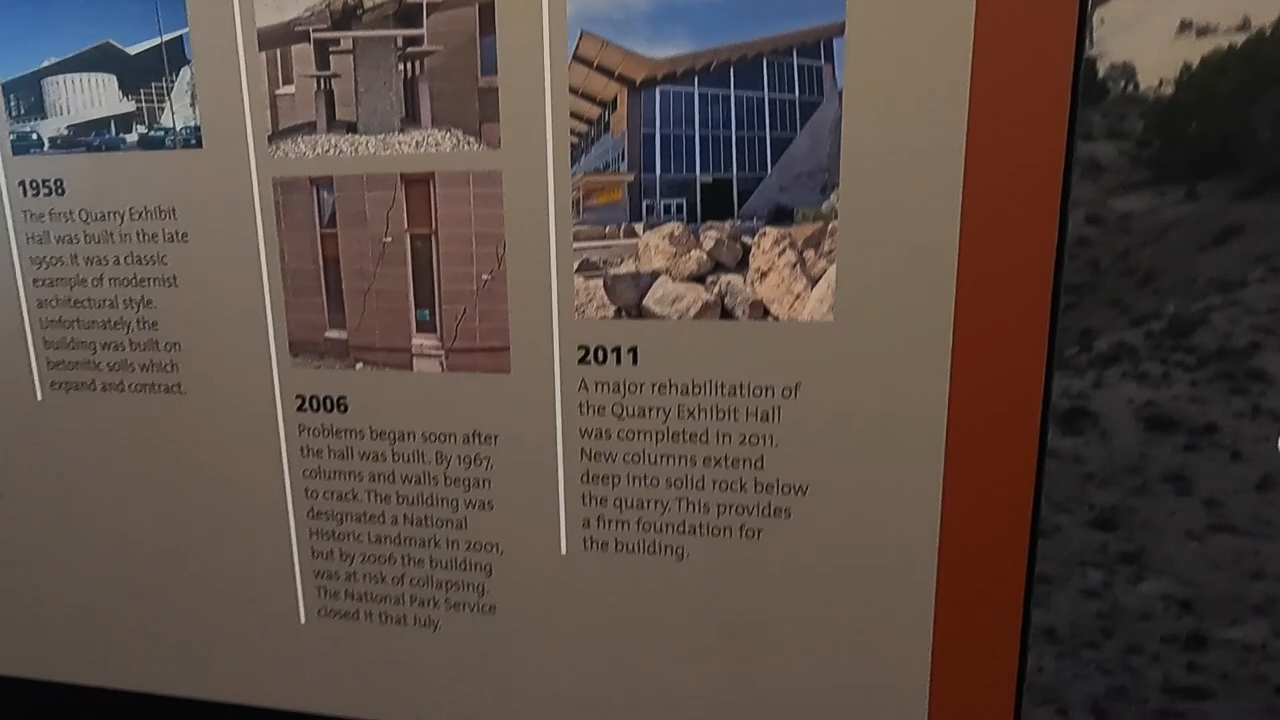 1958
The first Quarry Exhibit
Hall was built in the late
1950s. It was a classic
example of modernist
architectural style.
Unfortunately, the
building was built on
betonitic soils which
expand and contract.
2006
Problems began soon after
the hall was built. By 1967,
columns and walls began
to crack. The building was
designated a National
Historic Landmark in 2001,
but by 2006 the building
was at risk of collapsing.
The National Park Service
closed it that July.
2011
A major rehabilitation of
the Quarry Exhibit Hall
was completed in 2011.
New columns extend
deep into solid rock below
the quarry. This provides
a firm foundation for
the building.